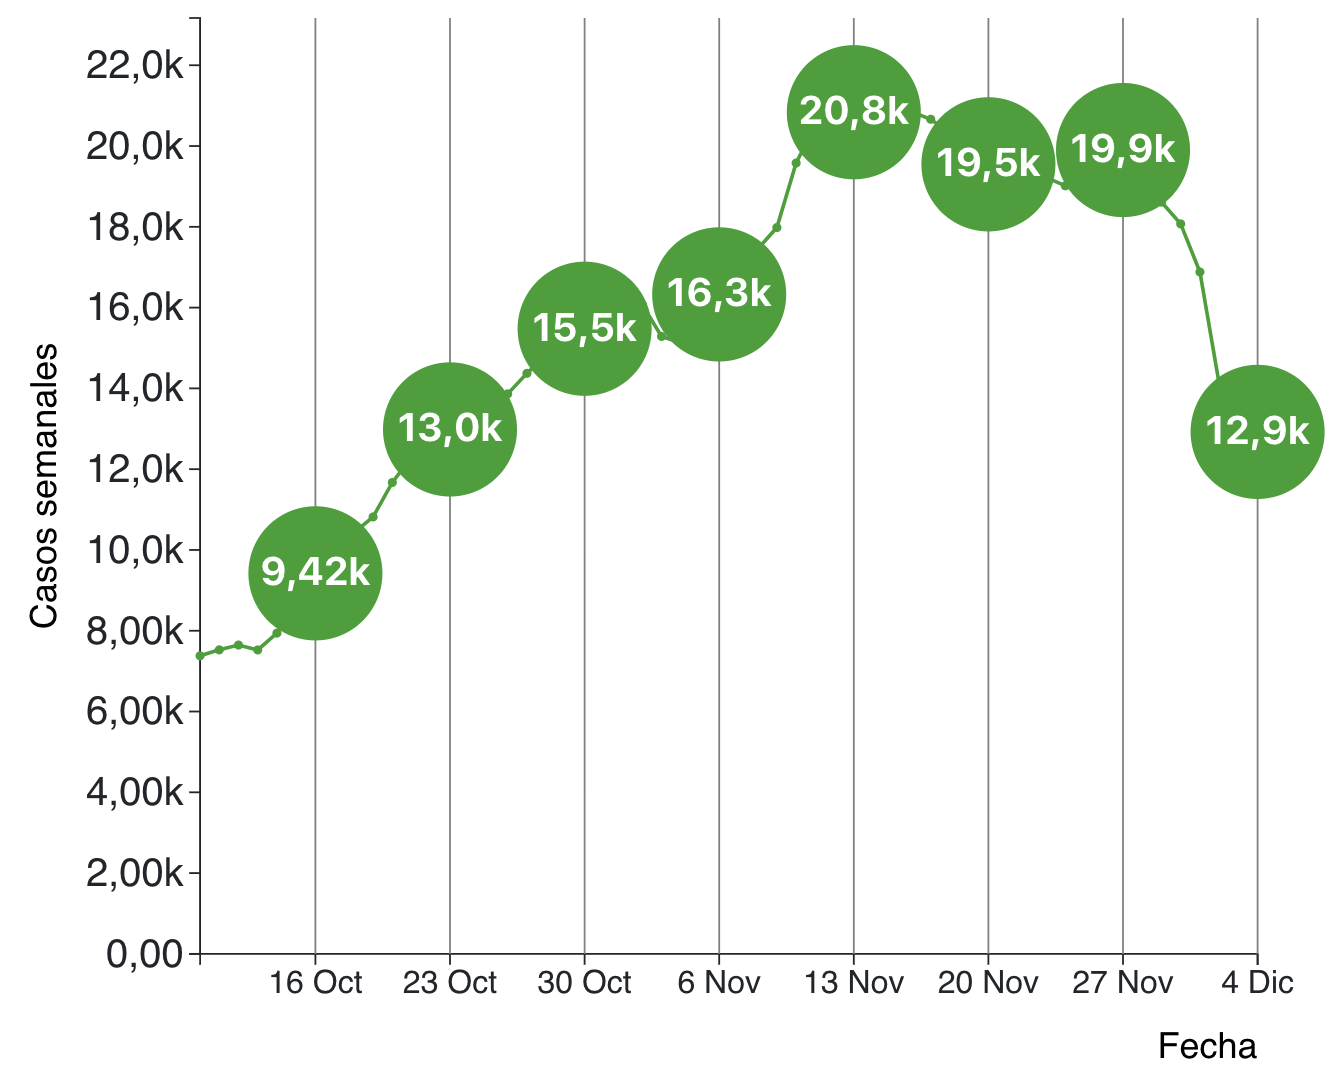 22,0k
20,0k
18,0k
16,0k
14,0k
12,0k
10,0k
8,00k
6,00k
4,00k
2,00k
0,00
Casos semanales
9,42k
13,0k
15,5k
16,3k
20,8k
19,5k
19,9k
12,9k
16 Oct 23 Oct 30 Oct 6 Nov 13 Nov 20 Nov 27 Nov 4 Dic
Fecha